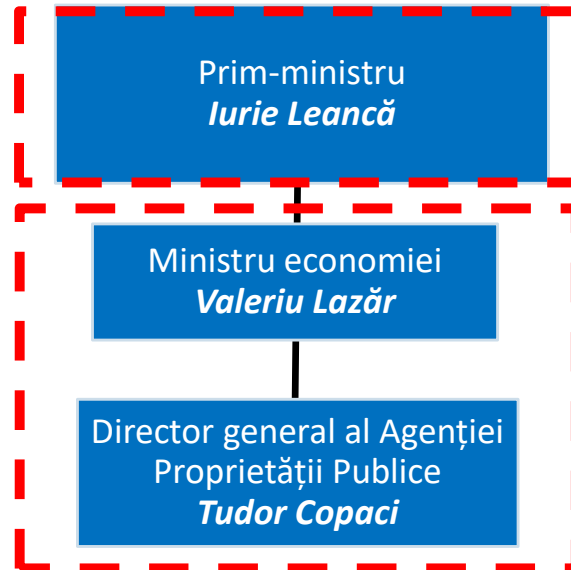 Prim-ministru
Iurie Leancă
Ministru economiei
Valeriu Lazăr
Director general al Agenției
Proprietății Publice
Tudor Copaci